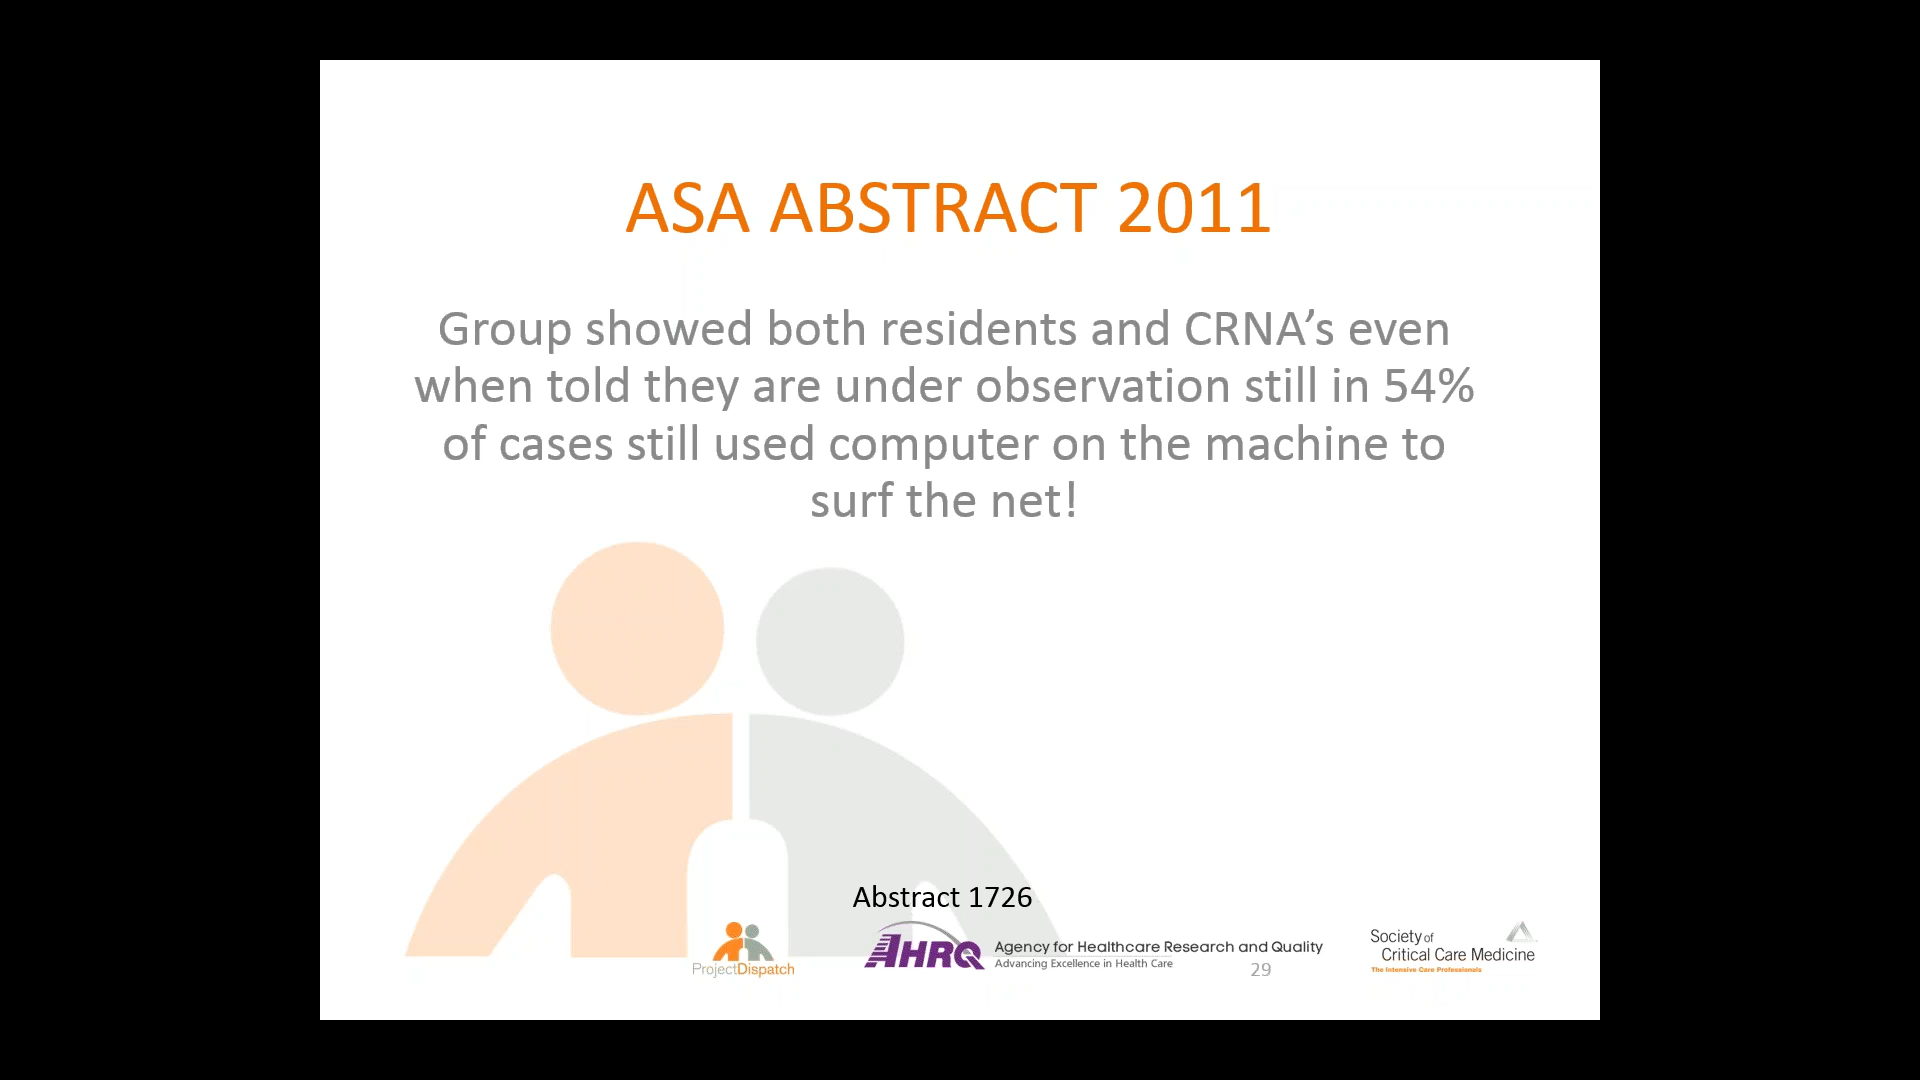 ASA ABSTRACT 2011
Group showed both residents and CRNA’s even
when told they are under observation still in 54%
of cases still used computer on the machine to
surf the net!
Abstract 1726
ProjectDispatch
AHRQ
Agency for Healthcare Research and Quality
Advancing Excellence in Health Care
29
Society of
Critical Care Medicine
The Intensive Care Professionals